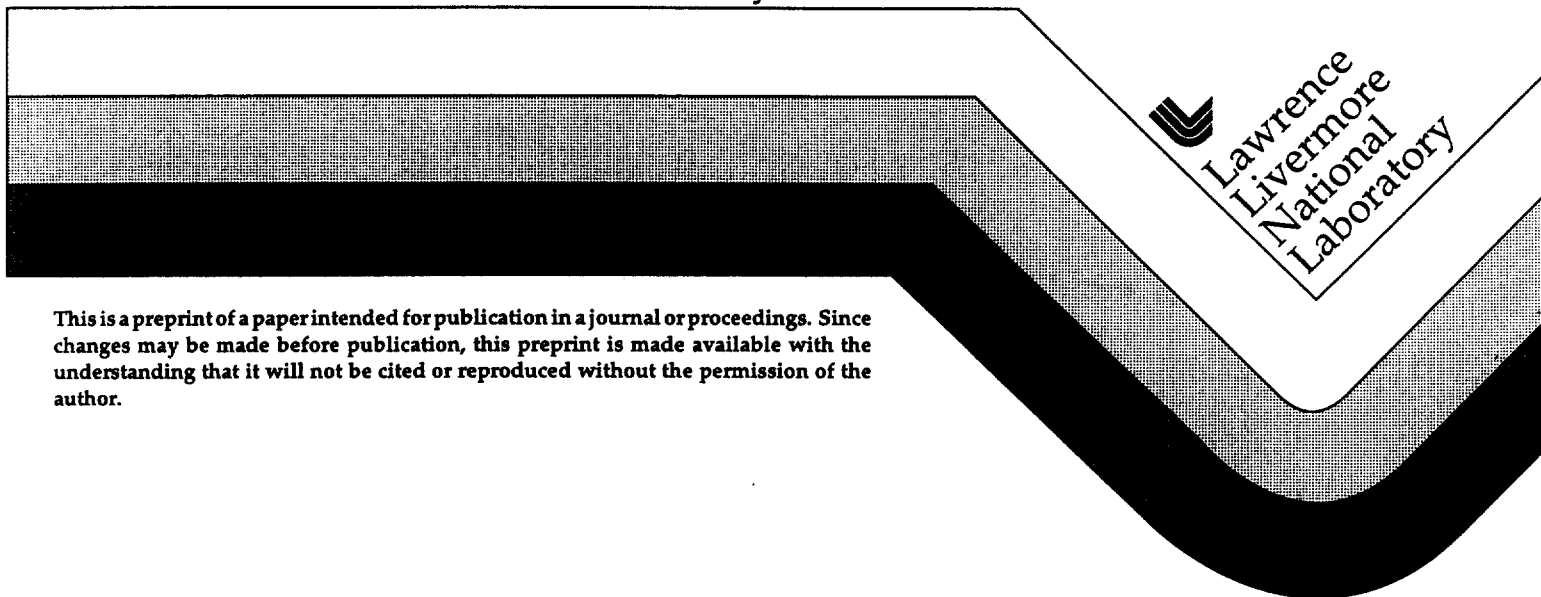 Lawrence
Livermore
National
Laboratory
This is a preprint of a paper intended for publication in a journal or proceedings. Since
changes may be made before publication, this preprint is made available with the
understanding that it will not be cited or reproduced without the permission of the
author.